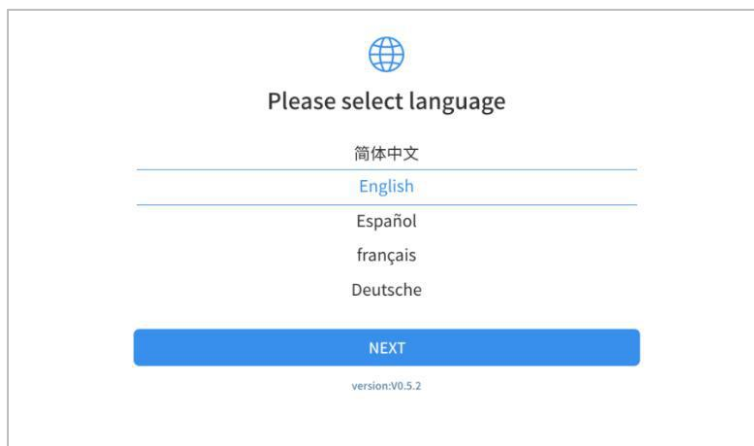 Please select language
简体中文
English
Español
français
Deutsche
NEXT
version:V0.5.2